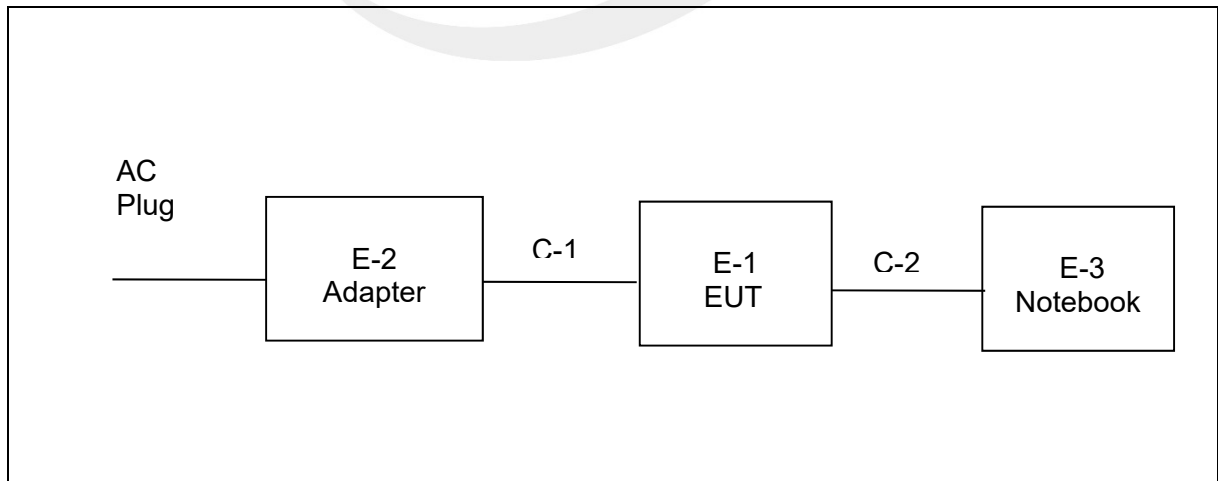 AC
Plug
E-2
Adapter
C-1
E-1
EUT
C-2
E-3
Notebook